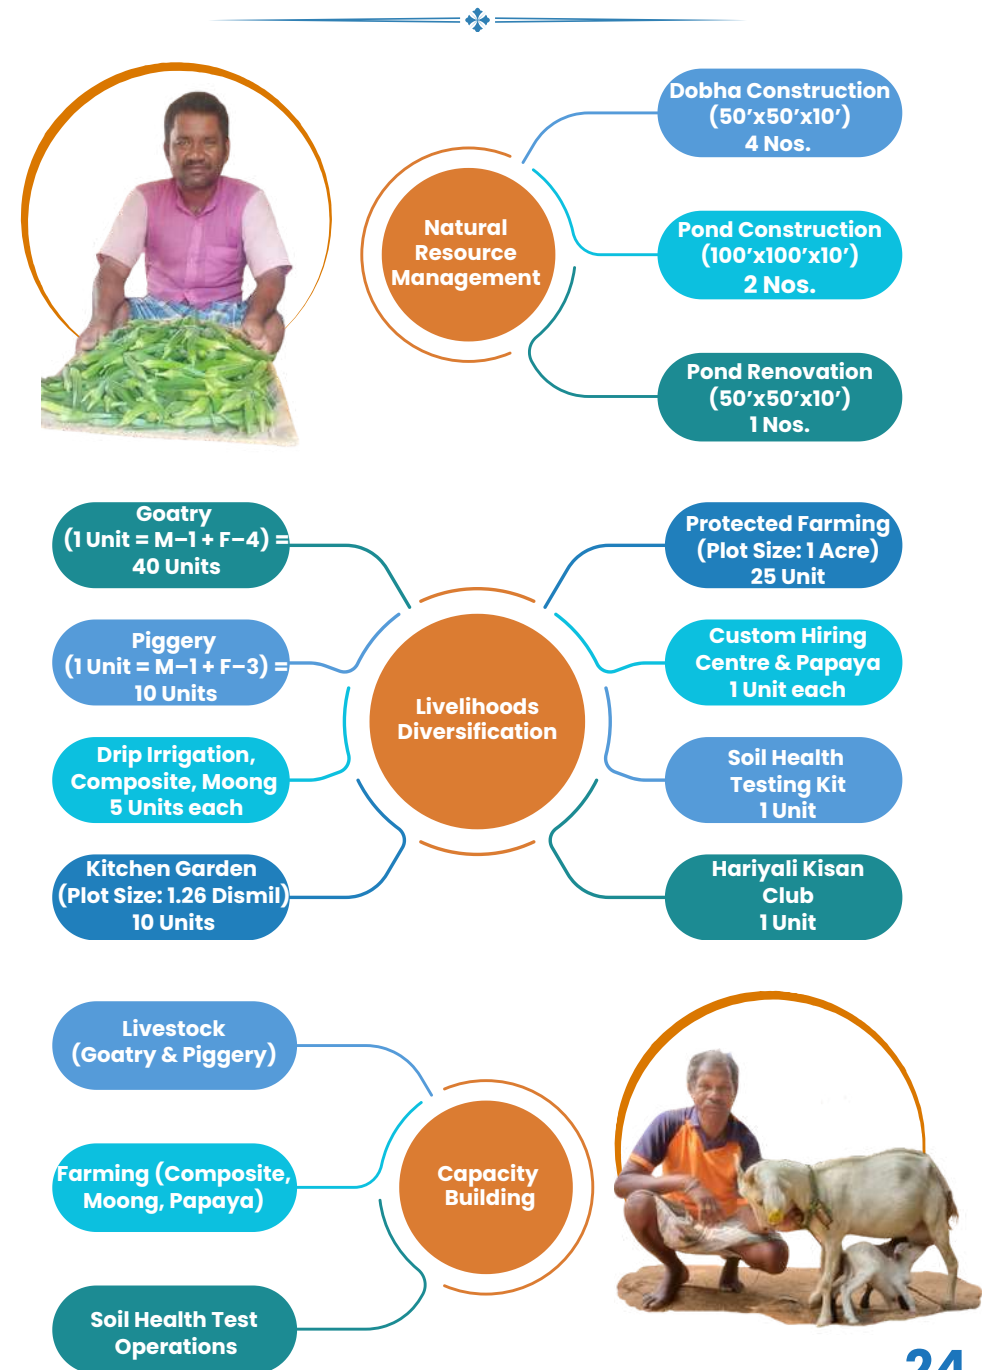 Dobha Construction
(50’x50’x10’)
4 Nos.
Natural
Resource
Management
Pond Construction
(100’x100’x10’)
2 Nos.
Pond Renovation
(50’x50’x10’)
1 Nos.
Goatry
(1 Unit = M–1 + F–4) =
40 Units
Piggery
(1 Unit = M–1 + F–3) =
10 Units
Drip Irrigation,
Composite, Moong
5 Units each
Kitchen Garden
(Plot Size: 1.26 Dismil)
10 Units
Livelihoods
Diversification
Protected Farming
(Plot Size: 1 Acre)
25 Unit
Custom Hiring
Centre & Papaya
1 Unit each
Soil Health
Testing Kit
1 Unit
Hariyali Kisan
Club
1 Unit
Livestock
(Goatry & Piggery)
Farming (Composite,
Moong, Papaya)
Soil Health Test
Operations
Capacity
Building
24